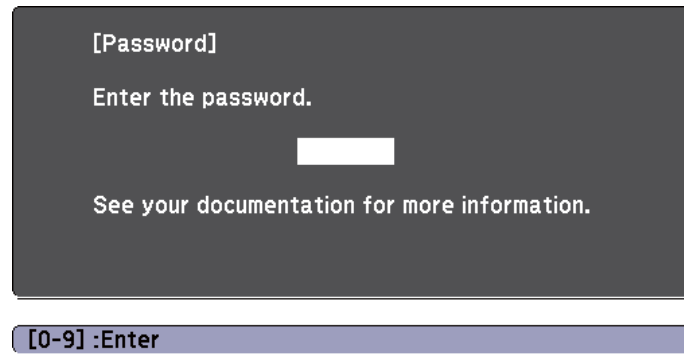 [Password]
Enter the password.
See your documentation for more information.
[0-9] :Enter